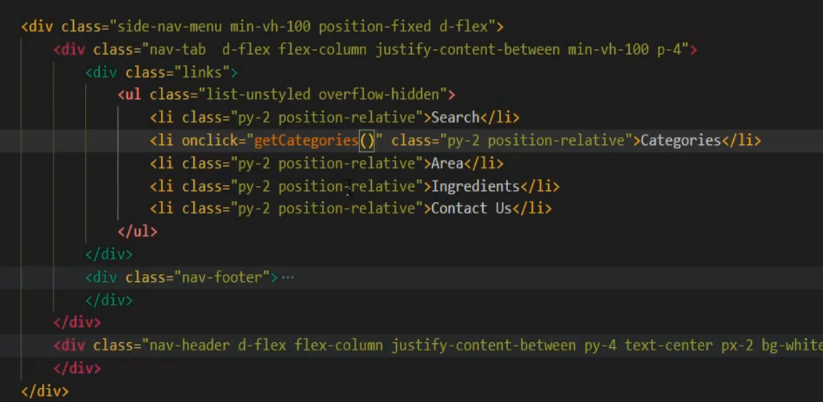 <div class="side-nav-menu min-vh-100 position-fixed d-flex">
<div class="nav-tab  d-flex flex-column justify-content-between min-vh-100 p-4">
<div class="links">
<ul class="list-unstyled overflow-hidden">
<li class="py-2 position-relative">Search</li>
<li onclick="getCategories()" class="py-2 position-relative">Categories</li>
<li class="py-2 position-relative">Area</li>
<li class="py-2 position-relative">Ingredients</li>
<li class="py-2 position-relative">Contact Us</li>
</ul>
</div>
<div class="nav-footer">⋯
</div>
</div>
<div class="nav-header d-flex flex-column justify-content-between py-4 text-center px-2 bg-white
</div>
</div>